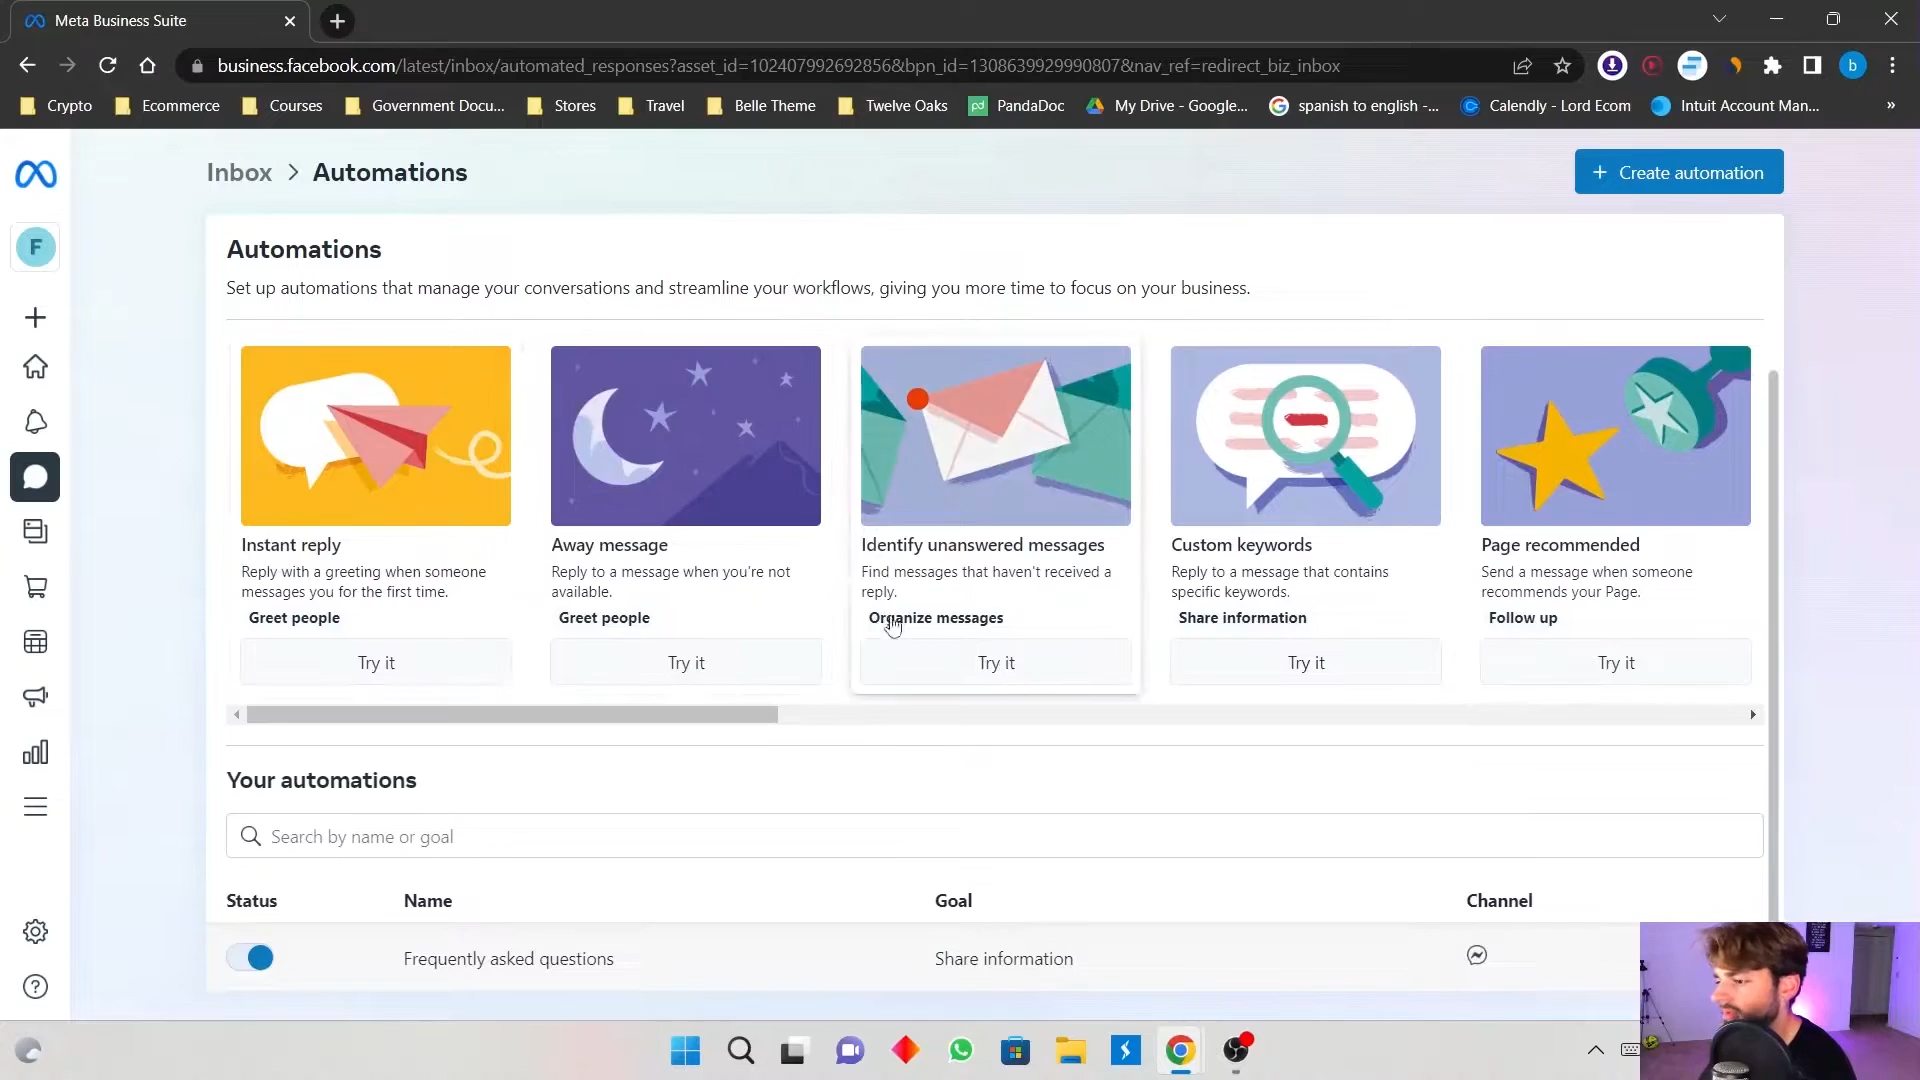 Meta Business Suite
business.facebook.com/latest/inbox/automated_responses?asset_id=102407992692856&bpn_id=1308639929990807&nav_ref=redirect_biz_inbox
b
Crypto
Ecommerce
Courses
Government Docu...
Stores
Travel
Belle Theme
Twelve Oaks
pd PandaDoc
My Drive - Google...
spanish to english -...
Calendly - Lord Ecom
Intuit Account Man...
»
Inbox > Automations
+ Create automation
F
Automations
Set up automations that manage your conversations and streamline your workflows, giving you more time to focus on your business.
Instant reply
Reply with a greeting when someone
messages you for the first time.
Greet people
Try it
Away message
Reply to a message when you're not
available.
Greet people
Try it
Identify unanswered messages
Find messages that haven't received a
reply.
Organize messages
Try it
Custom keywords
Reply to a message that contains
specific keywords.
Share information
Try it
Page recommended
Send a message when someone
recommends your Page.
Follow up
Try it
Your automations
Search by name or goal
Status Name Goal Channel
Frequently asked questions Share information